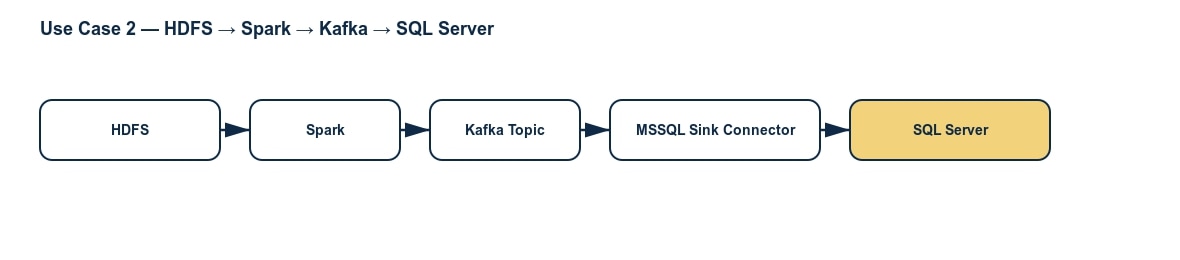 Use Case 2 — HDFS → Spark → Kafka → SQL Server
HDFS
Spark
Kafka Topic
MSSQL Sink Connector
SQL Server